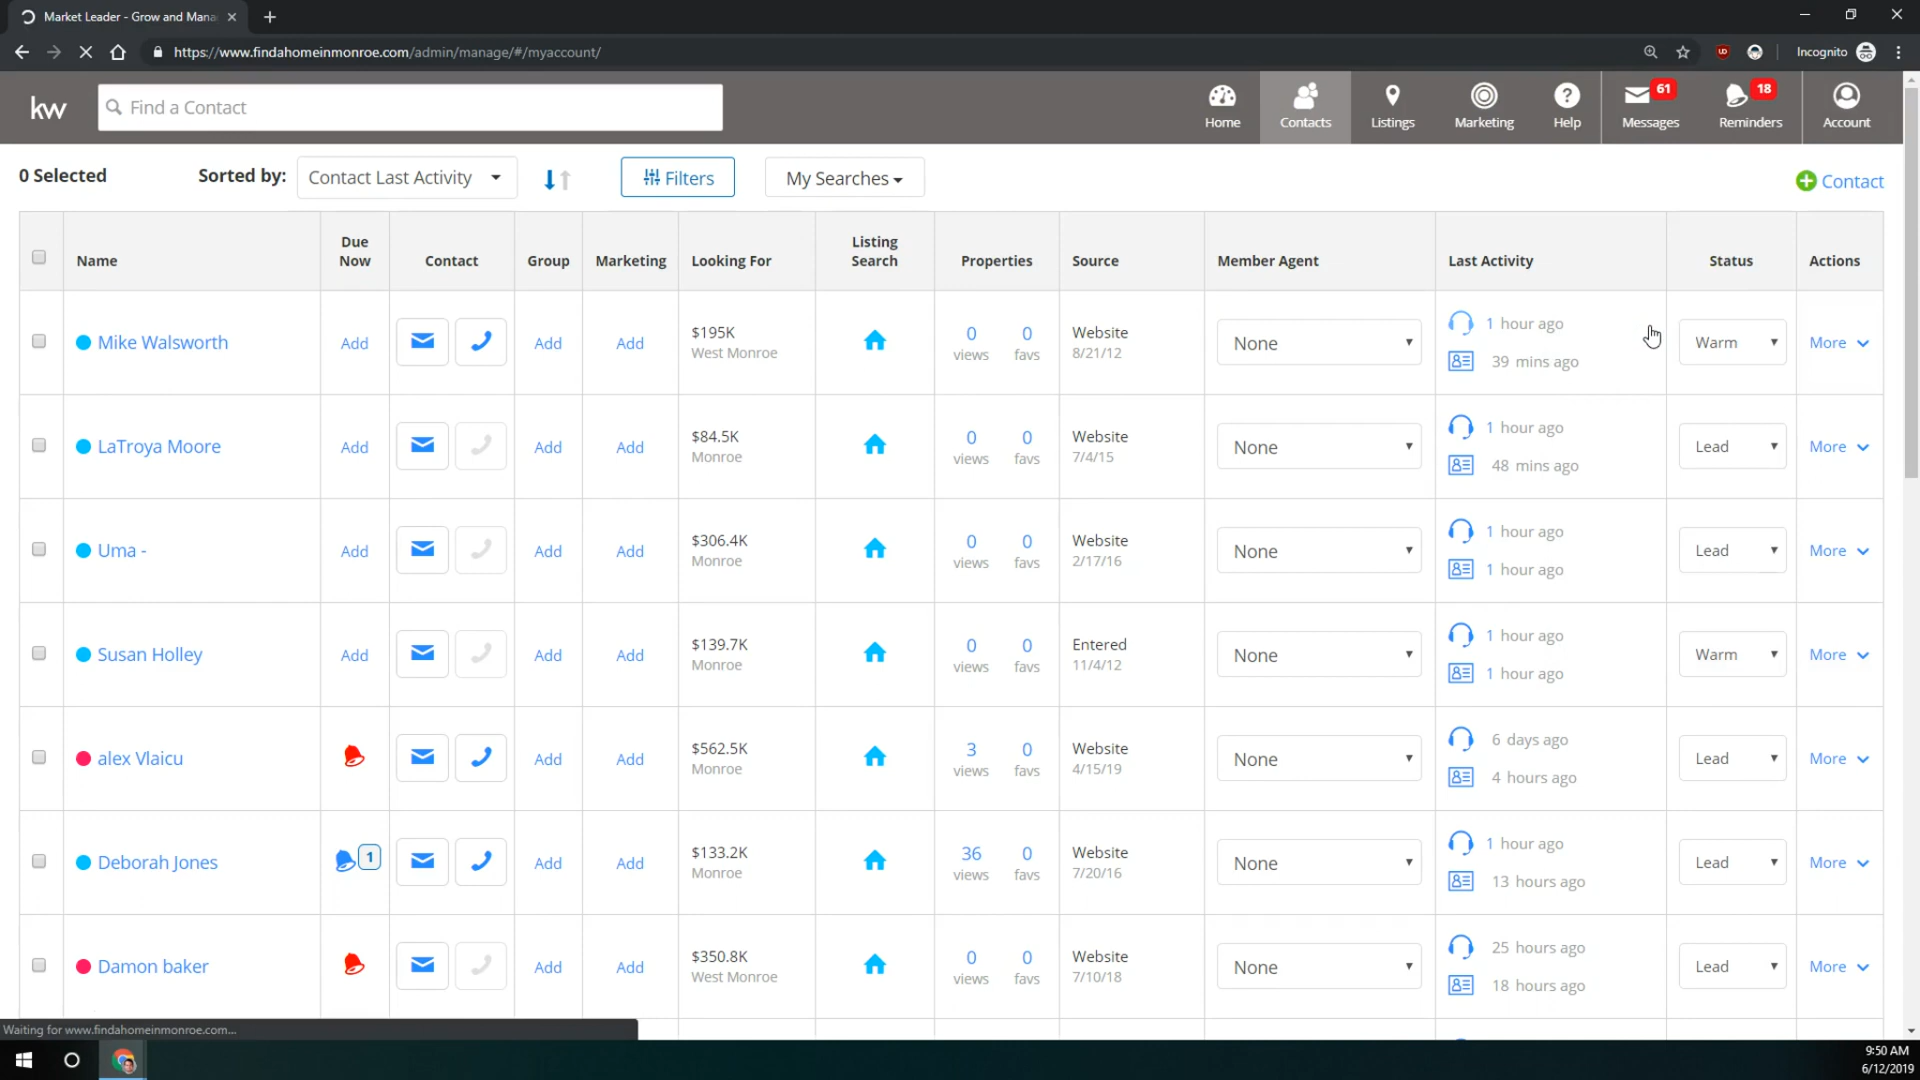 Market Leader - Grow and Mana
https://www.findahomeinmonroe.com/admin/manage/#/myaccount/
Incognito
kw
Find a Contact
Home
Contacts
Listings
Marketing
?
Help
61
Messages
18
Reminders
Account
0 Selected
Sorted by:
Contact Last Activity
Filters
My Searches
Contact
Name
Due Now
Contact
Group
Marketing
Looking For
Listing Search
Properties
Source
Member Agent
Last Activity
Status
Actions
Mike Walsworth
Add
Add
Add
$195K
West Monroe
0 views
0 favs
Website
8/21/12
None
1 hour ago
39 mins ago
Warm
More
LaTroya Moore
Add
Add
Add
$84.5K
Monroe
0 views
0 favs
Website
7/4/15
None
1 hour ago
48 mins ago
Lead
More
Uma -
Add
Add
Add
$306.4K
Monroe
0 views
0 favs
Website
2/17/16
None
1 hour ago
1 hour ago
Lead
More
Susan Holley
Add
Add
Add
$139.7K
Monroe
0 views
0 favs
Entered
11/4/12
None
1 hour ago
1 hour ago
Warm
More
alex Vlaicu
Add
Add
$562.5K
Monroe
3 views
0 favs
Website
4/15/19
None
6 days ago
4 hours ago
Lead
More
Deborah Jones
1
Add
Add
$133.2K
Monroe
36 views
0 favs
Website
7/20/16
None
1 hour ago
13 hours ago
Lead
More
Damon baker
Add
Add
$350.8K
West Monroe
0 views
0 favs
Website
7/10/18
None
25 hours ago
18 hours ago
Lead
More
Waiting for www.findahomeinmonroe.com...
9:50 AM
6/12/2019